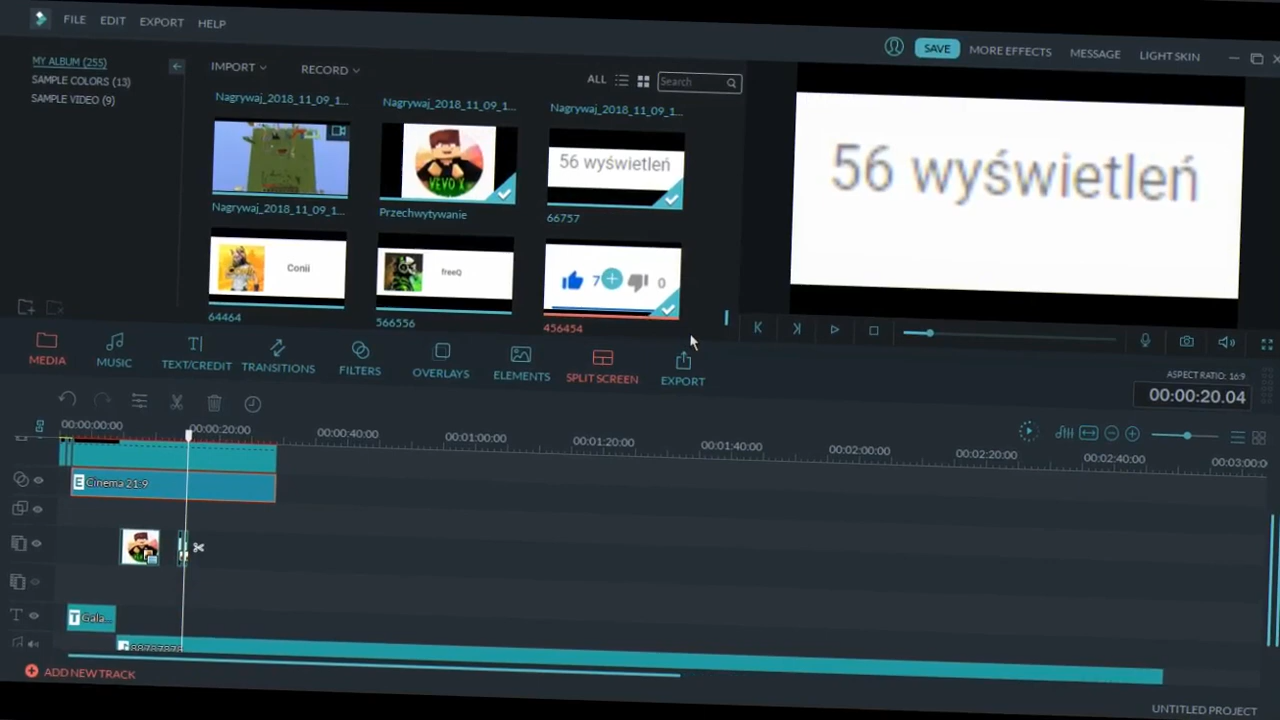 FILE EDIT EXPORT HELP
SAVE MORE EFFECTS MESSAGE LIGHT SKIN
MY ALBUM (255)
SAMPLE COLORS (13)
SAMPLE VIDEO (9)
IMPORT RECORD ALL Search
Nagrywaj_2018_11_09_1... Nagrywaj_2018_11_09_1... Nagrywaj_2018_11_09_1...
VEVO X
56 wyświetleń
Nagrywaj_2018_11_09_1... Przechwytywanie 66757
Conii
freeQ
7 0
64464 566556 456454
56 wyświetleń
MEDIA MUSIC TEXT/CREDIT TRANSITIONS FILTERS OVERLAYS ELEMENTS SPLIT SCREEN EXPORT
ASPECT RATIO: 16:9
00:00:20.04
00:00:00:00 00:00:20:00 00:00:40:00 00:01:00:00 00:01:20:00 00:01:40:00 00:02:00:00 00:02:20:00 00:02:40:00 00:03:00:0
E Cinema 21:9
T Gala...
ADD NEW TRACK
UNTITLED PROJECT